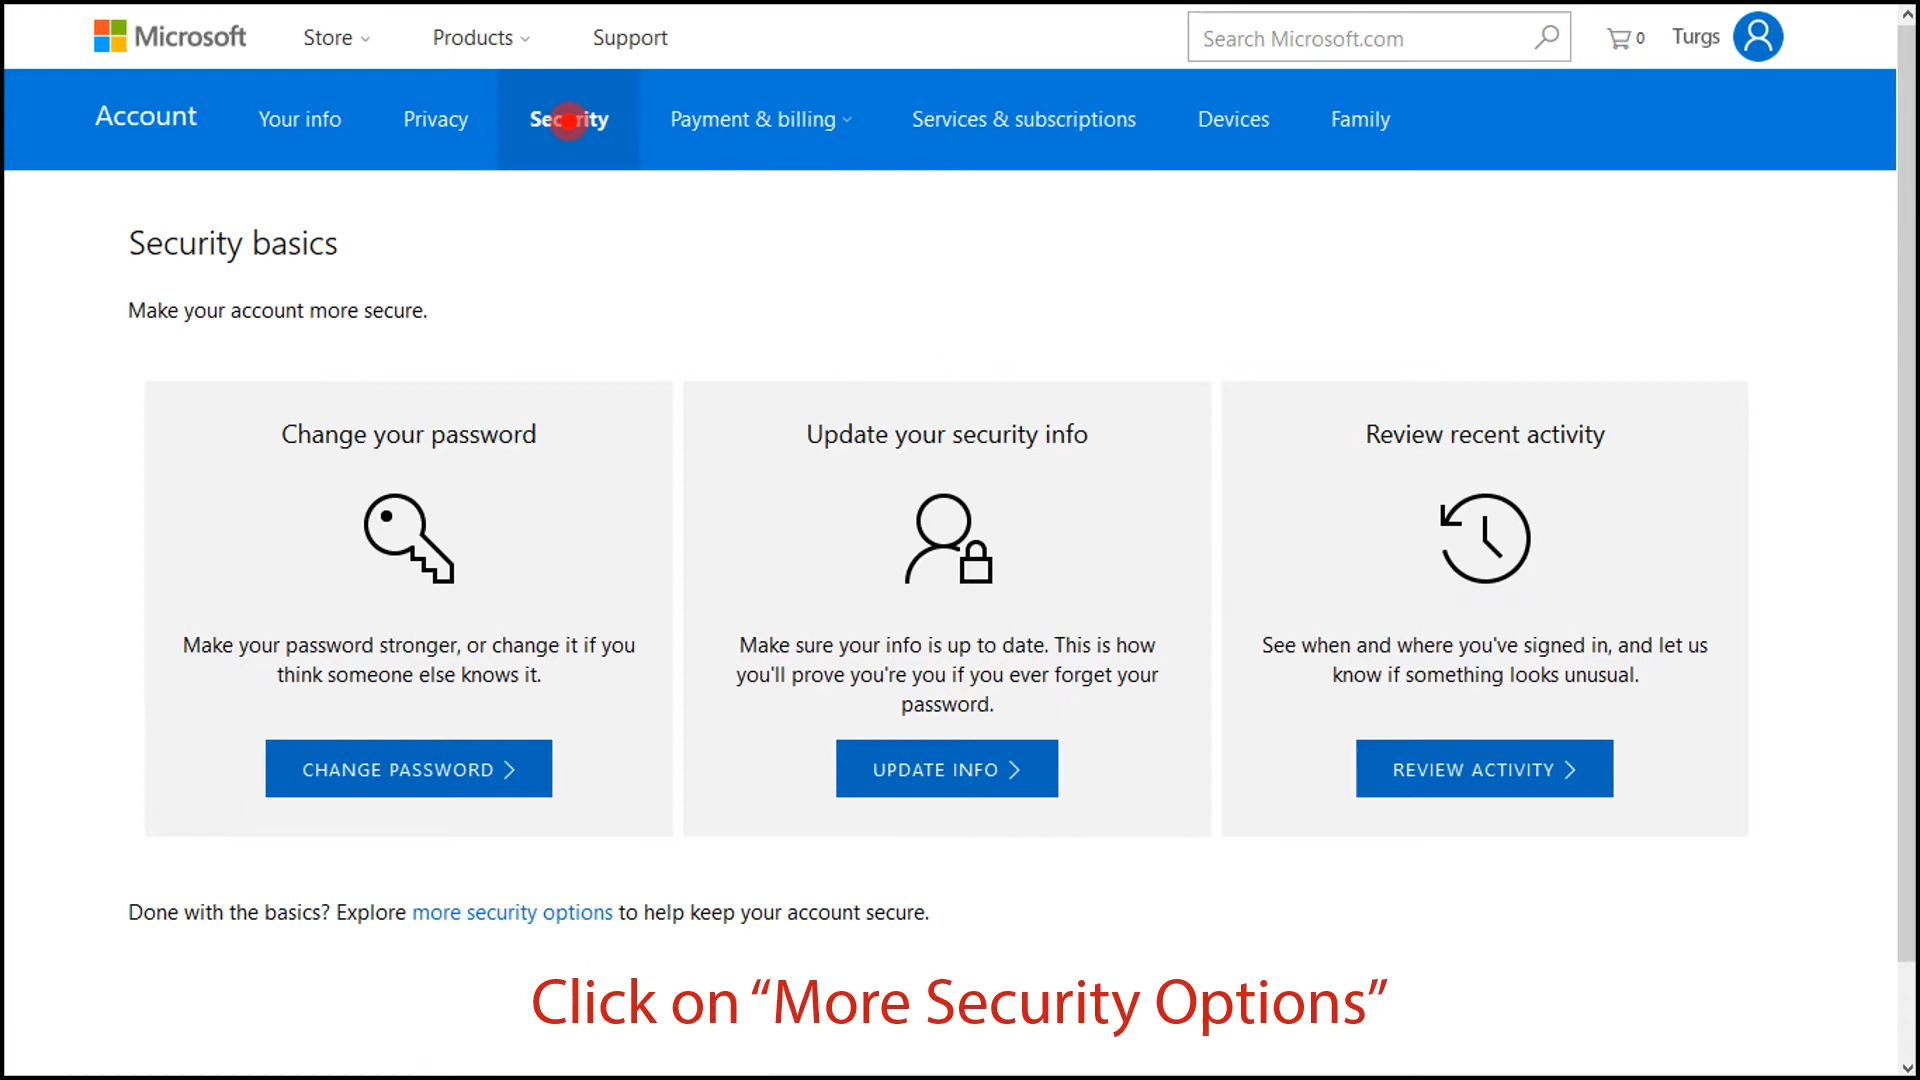 Microsoft Store Products Support Search Microsoft.com 0 Turgs
Account Your info Privacy Security Payment & billing Services & subscriptions Devices Family
Security basics
Make your account more secure.
Change your password
Make your password stronger, or change it if you
think someone else knows it.
CHANGE PASSWORD
Update your security info
Make sure your info is up to date. This is how
you'll prove you're you if you ever forget your
password.
UPDATE INFO
Review recent activity
See when and where you've signed in, and let us
know if something looks unusual.
REVIEW ACTIVITY
Done with the basics? Explore more security options to help keep your account secure.
Click on “More Security Options”